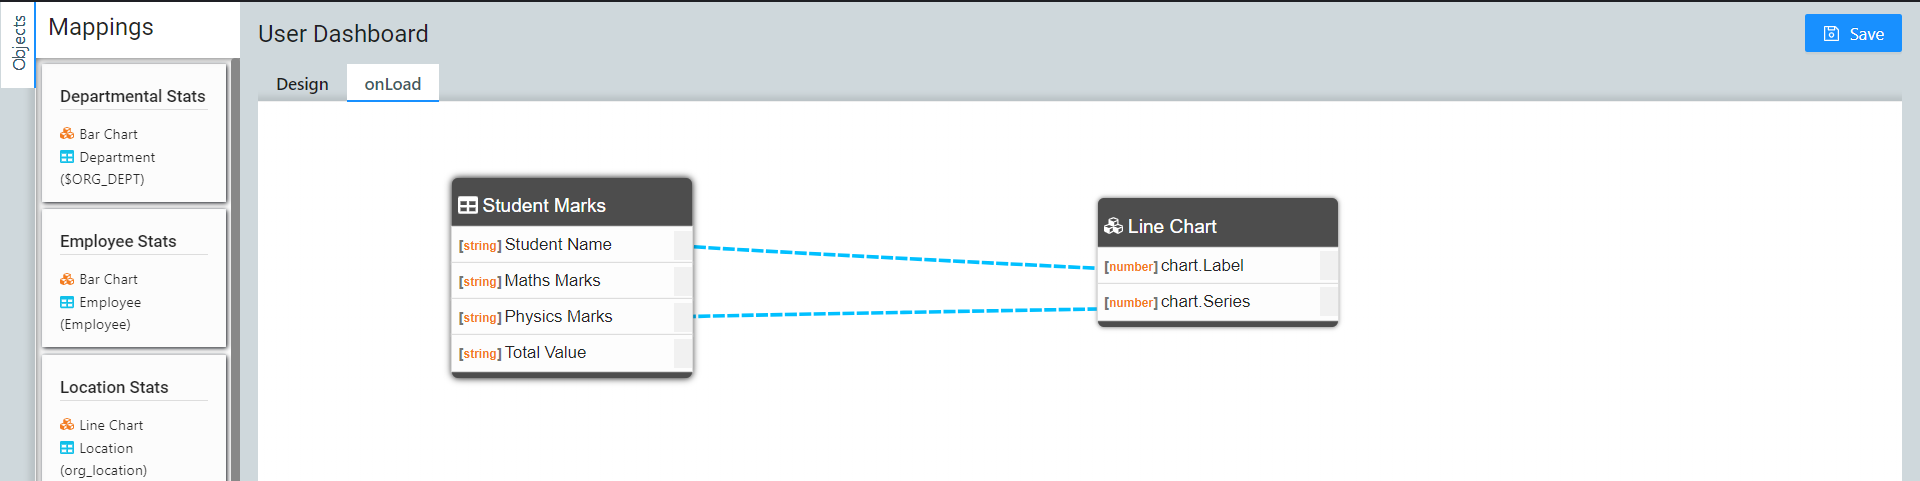 Objects
Mappings
Departmental Stats
Bar Chart
Department
($ORG_DEPT)
Employee Stats
Bar Chart
Employee
(Employee)
Location Stats
Line Chart
Location
(org_location)
User Dashboard
Save
Design onLoad
Student Marks
[string] Student Name
[string] Maths Marks
[string] Physics Marks
[string] Total Value
Line Chart
[number] chart.Label
[number] chart.Series